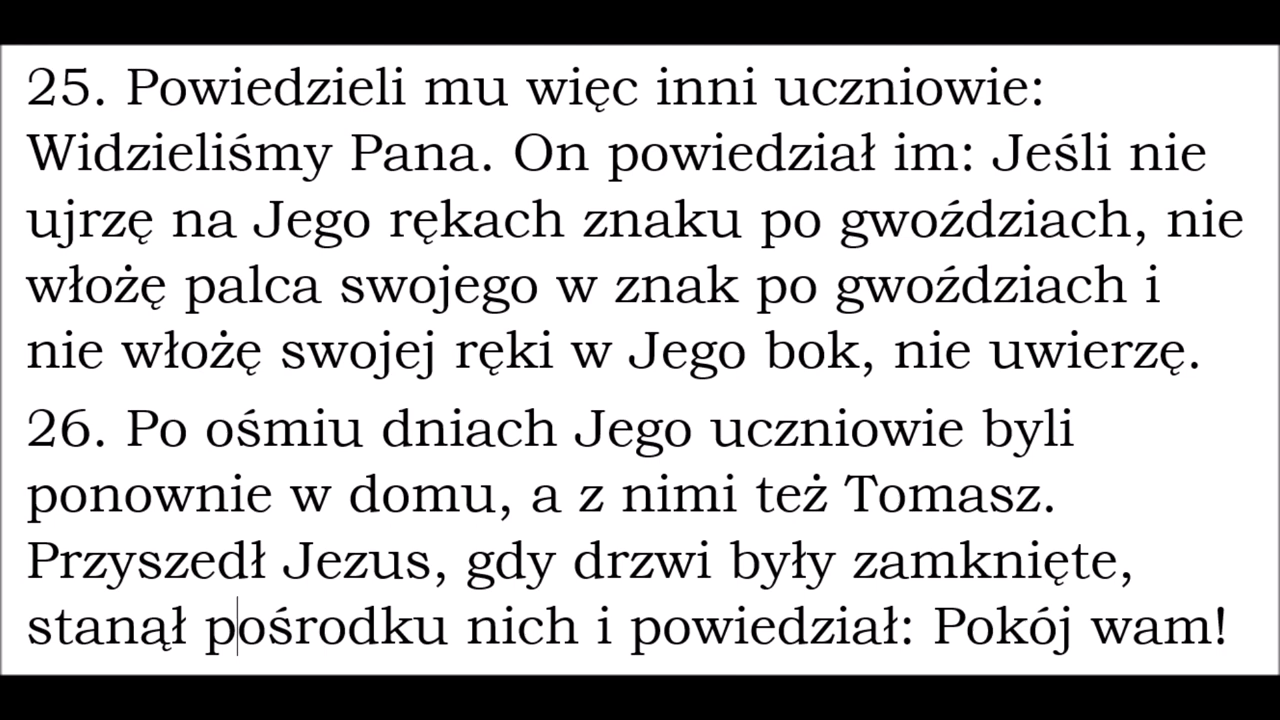 25. Powiedzieli mu więc inni uczniowie:
Widzieliśmy Pana. On powiedział im: Jeśli nie
ujrzę na Jego rękach znaku po gwoździach, nie
włożę palca swojego w znak po gwoździach i
nie włożę swojej ręki w Jego bok, nie uwierzę.
26. Po ośmiu dniach Jego uczniowie byli
ponownie w domu, a z nimi też Tomasz.
Przyszedł Jezus, gdy drzwi były zamknięte,
stanął pośrodku nich i powiedział: Pokój wam!